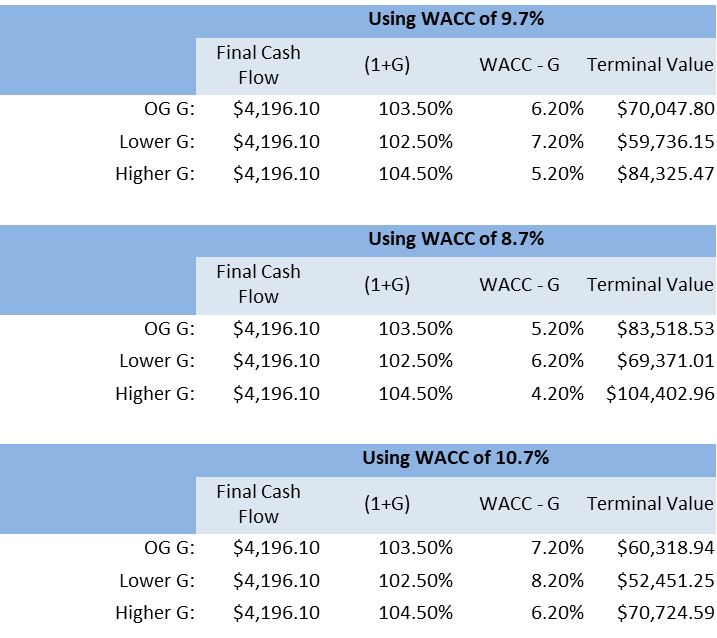 Using WACC of 9.7%
Final Cash Flow (1+G) WACC - G Terminal Value
OG G: $4,196.10 103.50% 6.20% $70,047.80
Lower G: $4,196.10 102.50% 7.20% $59,736.15
Higher G: $4,196.10 104.50% 5.20% $84,325.47
Using WACC of 8.7%
Final Cash Flow (1+G) WACC - G Terminal Value
OG G: $4,196.10 103.50% 5.20% $83,518.53
Lower G: $4,196.10 102.50% 6.20% $69,371.01
Higher G: $4,196.10 104.50% 4.20% $104,402.96
Using WACC of 10.7%
Final Cash Flow (1+G) WACC - G Terminal Value
OG G: $4,196.10 103.50% 7.20% $60,318.94
Lower G: $4,196.10 102.50% 8.20% $52,451.25
Higher G: $4,196.10 104.50% 6.20% $70,724.59